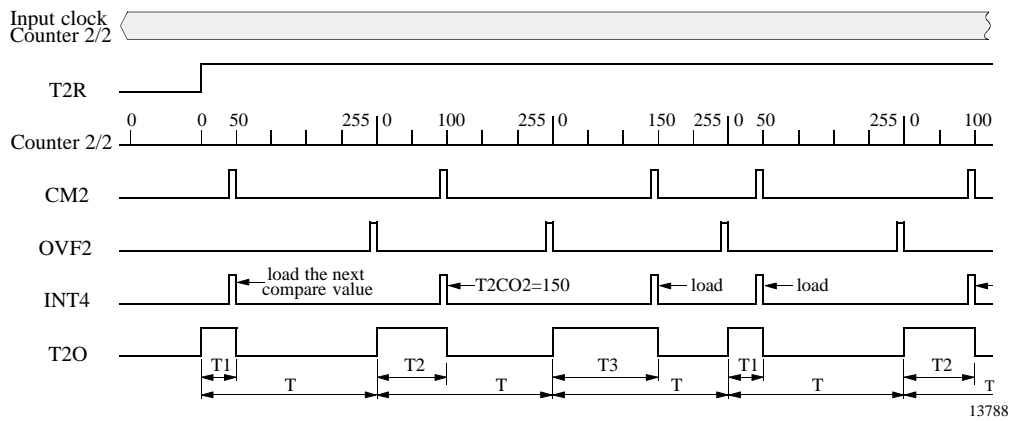 Input clock
Counter 2/2
T2R
0 0 50 255 0 100 255 0 150 255 0 50 255 0 100
Counter 2/2
CM2
OVF2
load the next
compare value
T2CO2=150
load
load
INT4
T2O
T1 T2 T3 T1 T2
T T T T T
13788